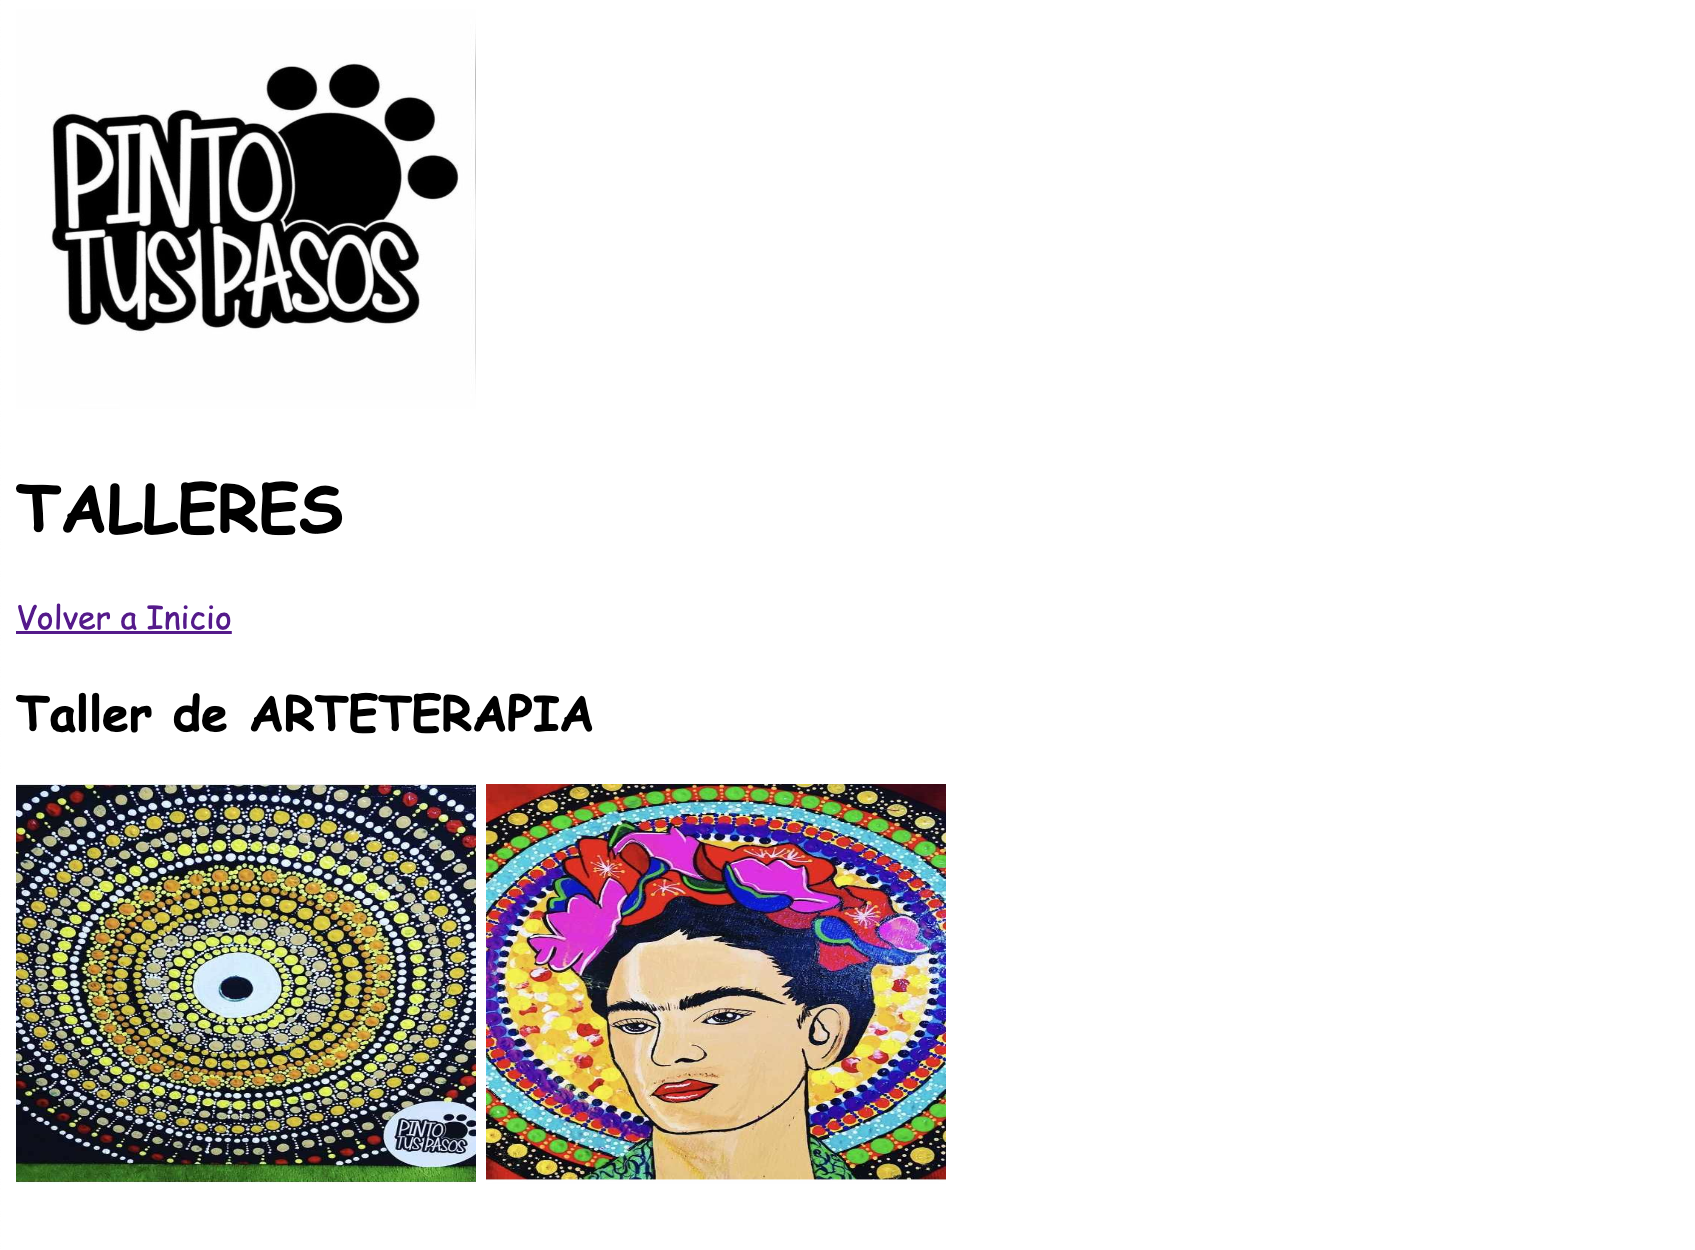 PINTO
TUS PASOS
TALLERES
Volver a Inicio
Taller de ARTETERAPIA
PINTO
TUS PASOS